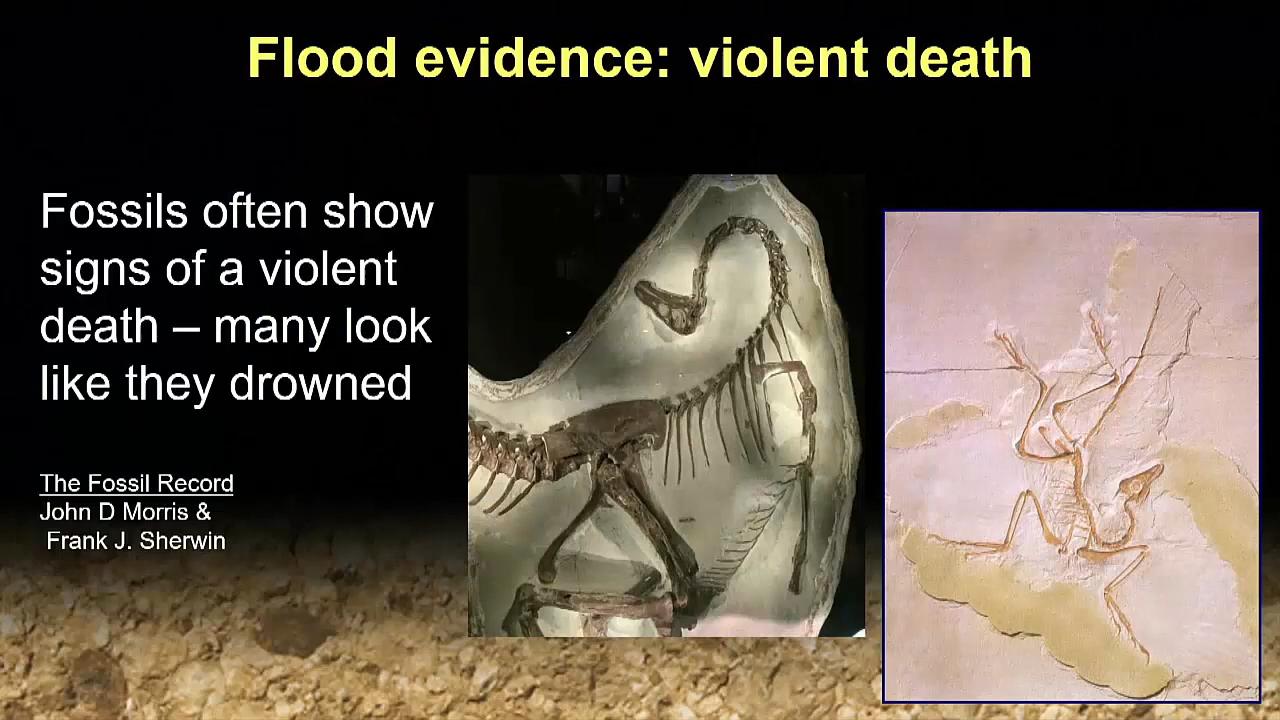 Flood evidence: violent death
Fossils often show
signs of a violent
death – many look
like they drowned
The Fossil Record
John D Morris &
Frank J. Sherwin